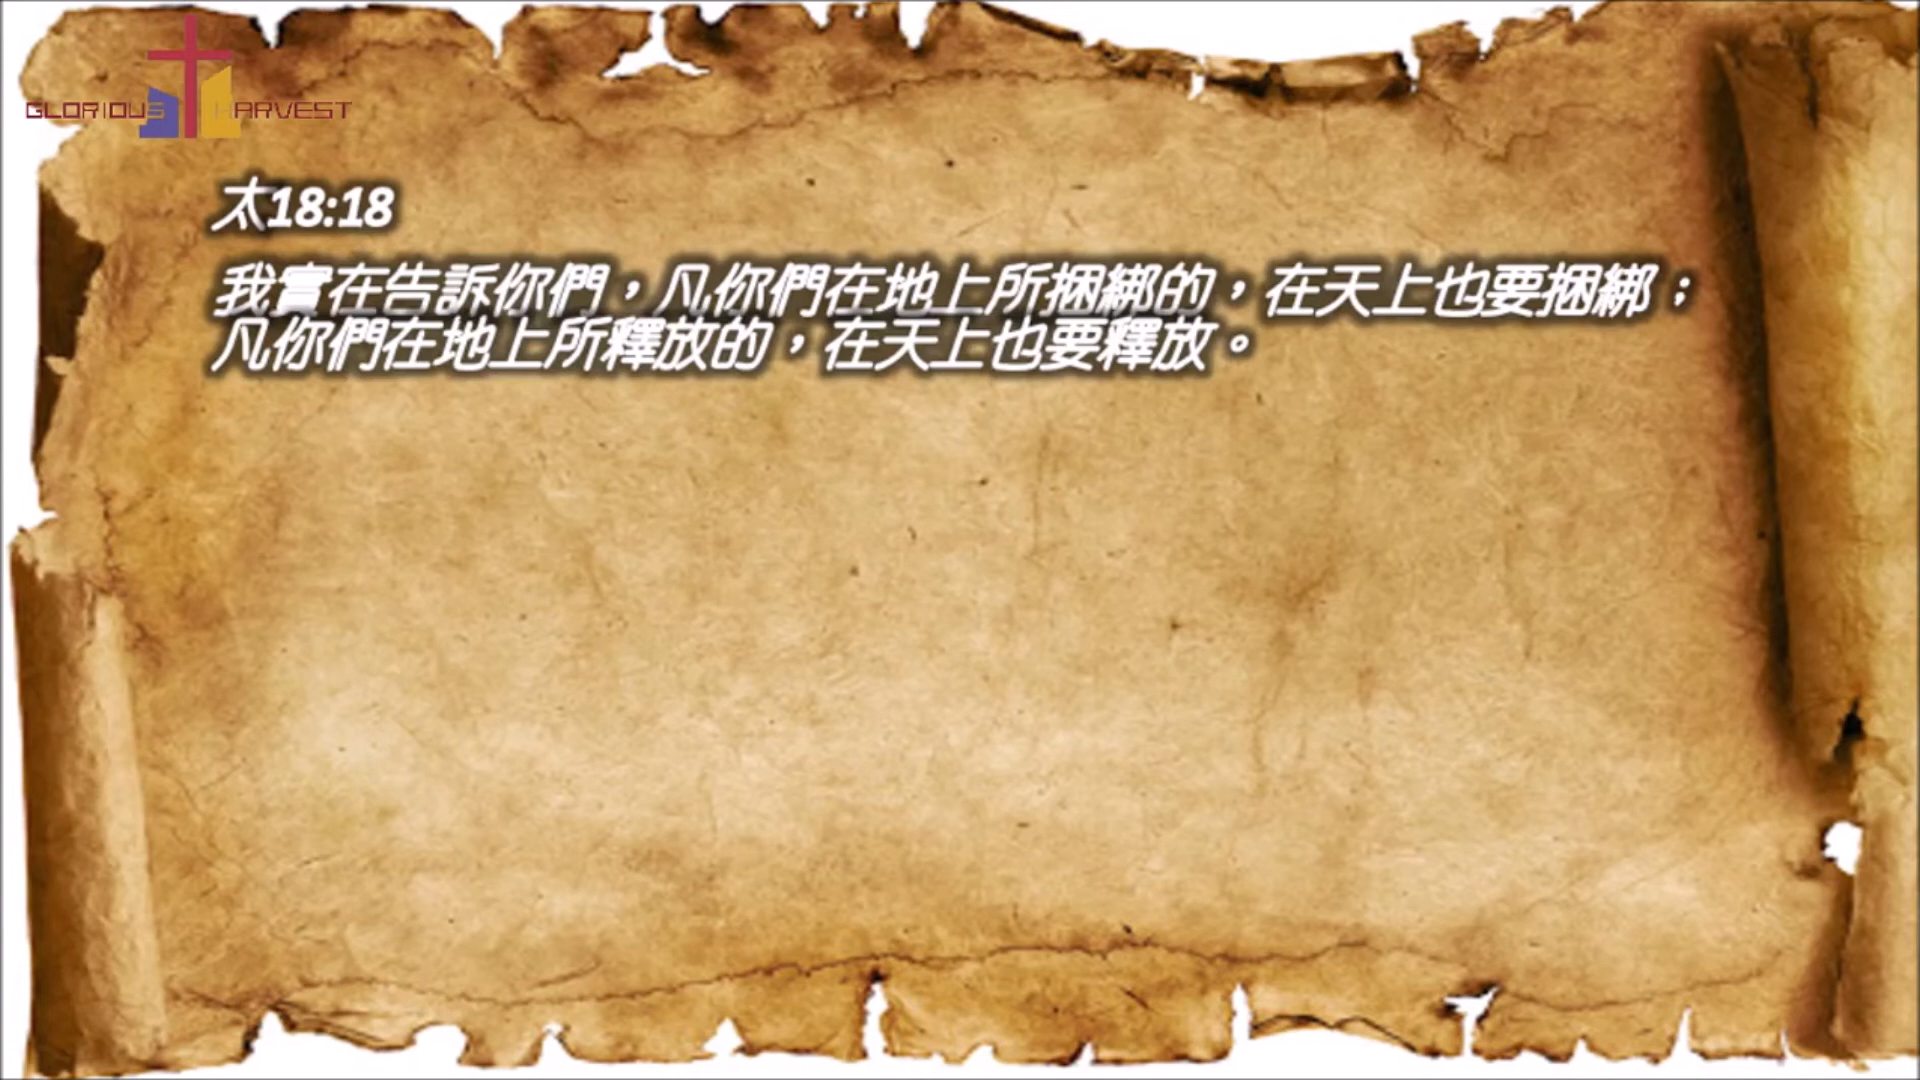 GLORIOUS HARVEST
太18:18
我實在告訴你們，凡你們在地上所捆綁的，在天上也要捆綁；
凡你們在地上所釋放的，在天上也要釋放。